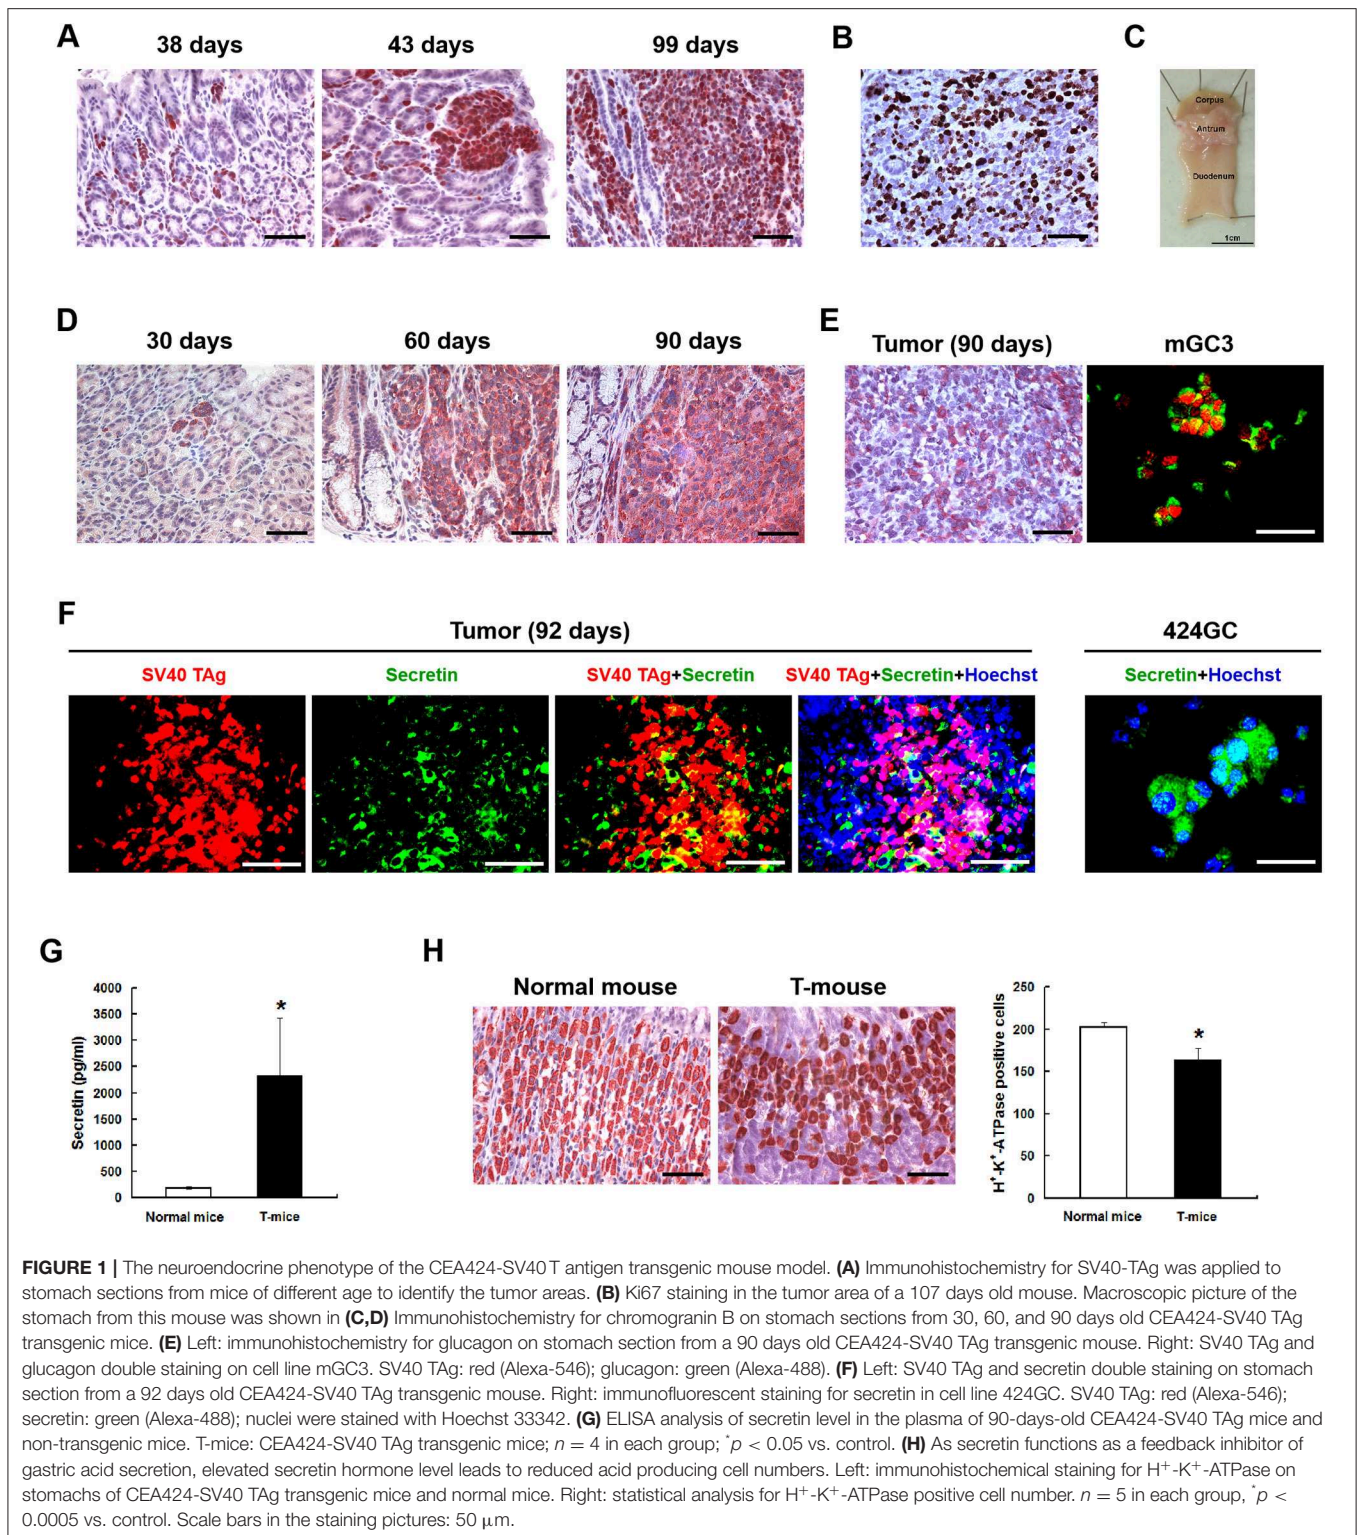 A
38 days
43 days
99 days
B
C
Corpus
Antrum
Duodenum
1cm
D
30 days
60 days
90 days
E
Tumor (90 days)
mGC3
F
Tumor (92 days)
424GC
SV40 TAg
Secretin
SV40 TAg+Secretin
SV40 TAg+Secretin+Hoechst
Secretin+Hoechst
G
Secretin (pg/ml)
4000
3500
3000
2500
2000
1500
1000
500
0
*
Normal mice
T-mice
H
Normal mouse
T-mouse
H⁺-K⁺-ATPase positive cells
250
200
150
100
50
0
*
Normal mice
T-mice
FIGURE 1 | The neuroendocrine phenotype of the CEA424-SV40 T antigen transgenic mouse model. (A) Immunohistochemistry for SV40-TAg was applied to
stomach sections from mice of different age to identify the tumor areas. (B) Ki67 staining in the tumor area of a 107 days old mouse. Macroscopic picture of the
stomach from this mouse was shown in (C,D) Immunohistochemistry for chromogranin B on stomach sections from 30, 60, and 90 days old CEA424-SV40 TAg
transgenic mice. (E) Left: immunohistochemistry for glucagon on stomach section from a 90 days old CEA424-SV40 TAg transgenic mouse. Right: SV40 TAg and
glucagon double staining on cell line mGC3. SV40 TAg: red (Alexa-546); glucagon: green (Alexa-488). (F) Left: SV40 TAg and secretin double staining on stomach
section from a 92 days old CEA424-SV40 TAg transgenic mouse. Right: immunofluorescent staining for secretin in cell line 424GC. SV40 TAg: red (Alexa-546);
secretin: green (Alexa-488); nuclei were stained with Hoechst 33342. (G) ELISA analysis of secretin level in the plasma of 90-days-old CEA424-SV40 TAg mice and
non-transgenic mice. T-mice: CEA424-SV40 TAg transgenic mice; n = 4 in each group; *p < 0.05 vs. control. (H) As secretin functions as a feedback inhibitor of
gastric acid secretion, elevated secretin hormone level leads to reduced acid producing cell numbers. Left: immunohistochemical staining for H⁺-K⁺-ATPase on
stomachs of CEA424-SV40 TAg transgenic mice and normal mice. Right: statistical analysis for H⁺-K⁺-ATPase positive cell number. n = 5 in each group, *p <
0.0005 vs. control. Scale bars in the staining pictures: 50 μm.